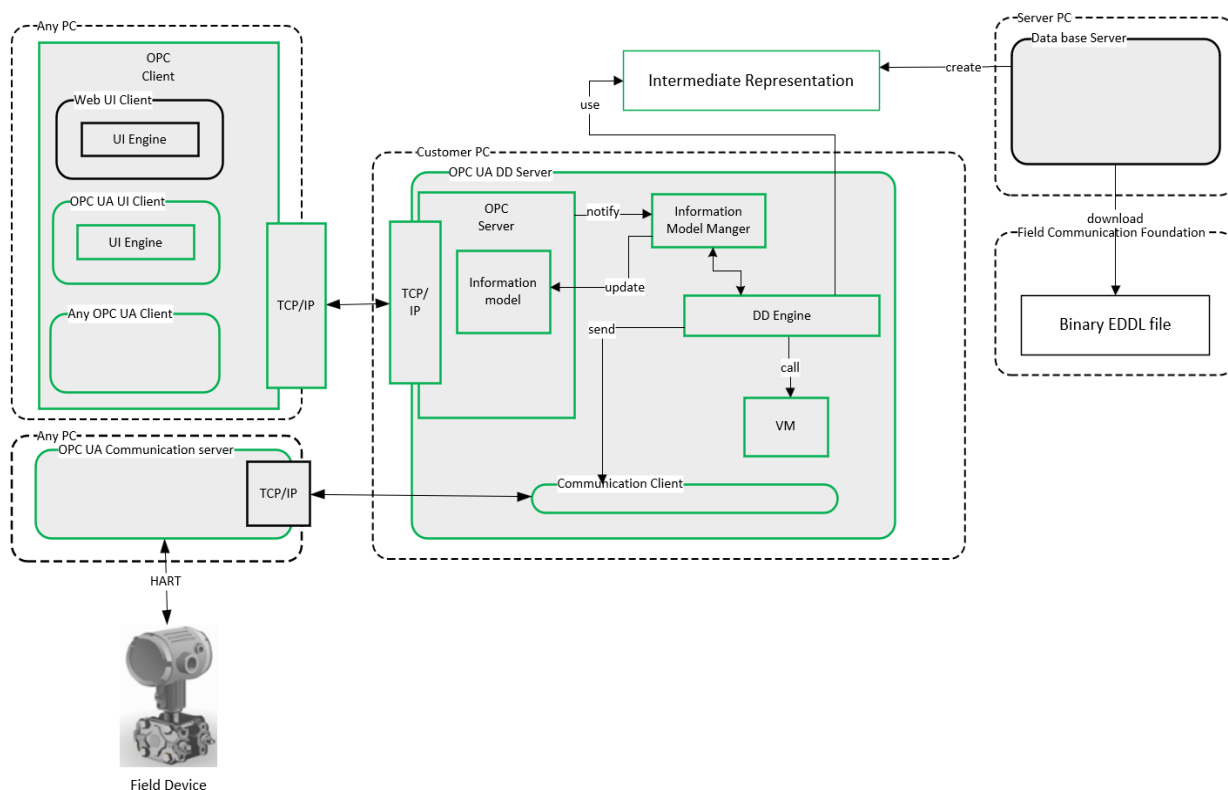 Any PC
OPC
Client
Web UI Client
UI Engine
OPC UA UI Client
UI Engine
Any OPC UA Client
TCP/IP
Any PC
OPC UA Communication server
TCP/IP
HART
Field Device
Intermediate Representation
use
create
Customer PC
OPC UA DD Server
OPC
Server
TCP/
IP
Information
model
notify
update
Information
Model Manger
DD Engine
send
call
VM
Communication Client
Server PC
Data base Server
download
Field Communication Foundation
Binary EDDL file